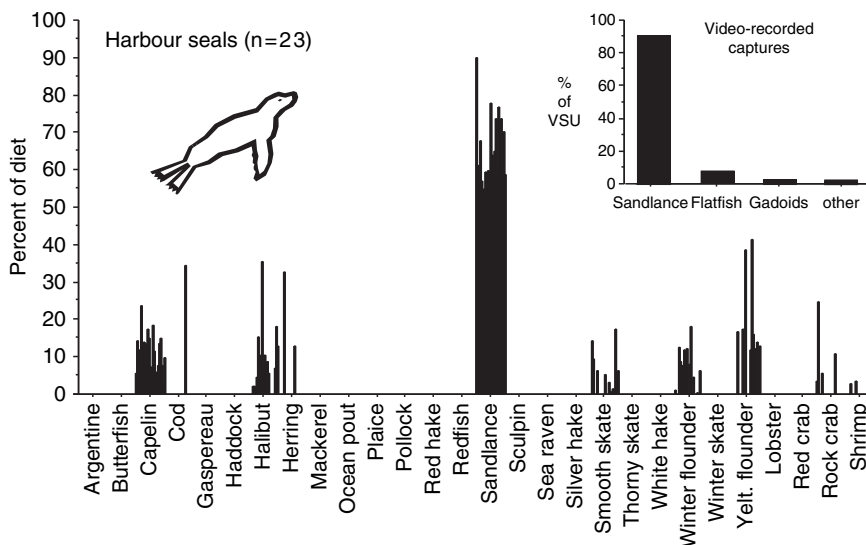 100
90
80
70
60
50
40
30
20
10
0
Percent of diet
Harbour seals (n=23)
100
80
60
40
20
0
%
of
VSU
Video-recorded
captures
Sandlance
Flatfish
Gadoids
other
Argentine
Butterfish
Capelin
Cod
Gaspereau
Haddock
Halibut
Herring
Mackerel
Ocean pout
Plaice
Pollock
Red hake
Redfish
Sandlance
Sculpin
Sea raven
Silver hake
Smooth skate
Thorny skate
White hake
Winter flounder
Winter skate
Yelt. flounder
Lobster
Red crab
Rock crab
Shrimp